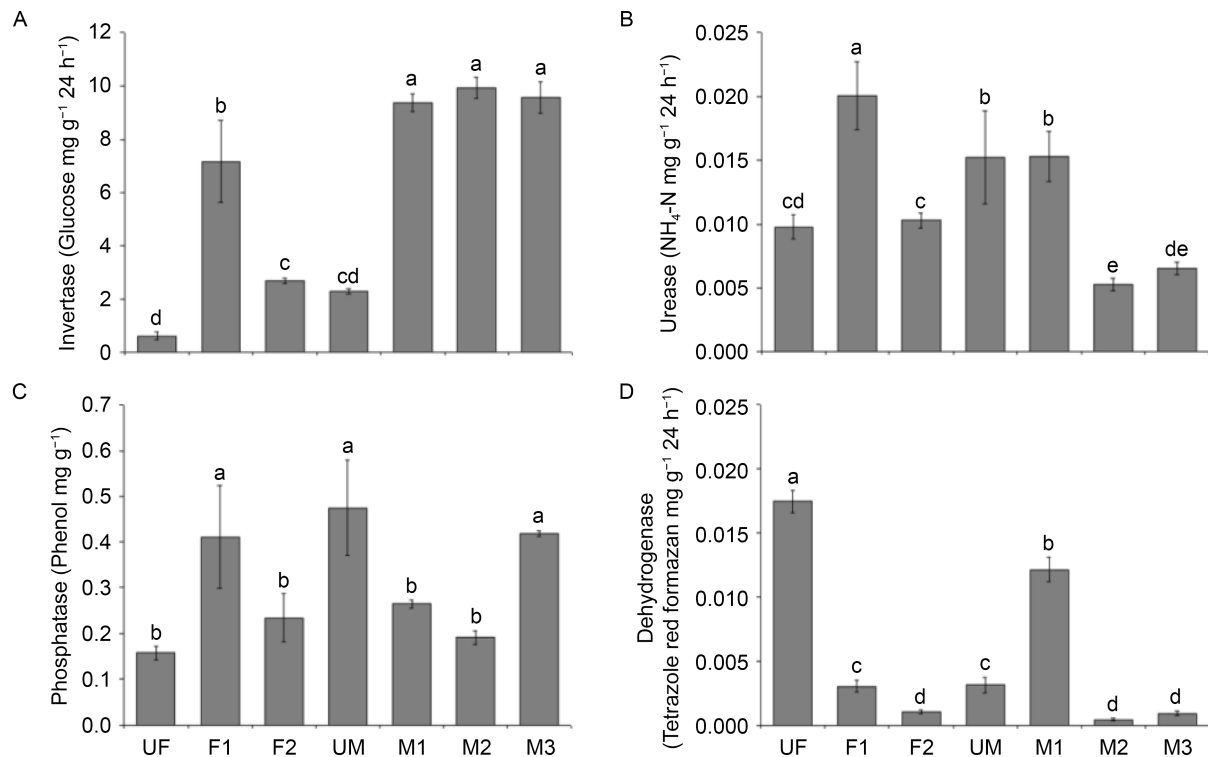 A
Invertase (Glucose mg g⁻¹ 24 h⁻¹)
12
10
8
6
4
2
0
d
b
c
cd
a
a
a
B
Urease (NH₄-N mg g⁻¹ 24 h⁻¹)
0.025
0.020
0.015
0.010
0.005
0.000
cd
a
c
b
b
e
de
C
Phosphatase (Phenol mg g⁻¹)
0.7
0.6
0.5
0.4
0.3
0.2
0.1
0.0
b
a
b
a
b
b
a
UF F1 F2 UM M1 M2 M3
D
Dehydrogenase
(Tetrazole red formazan mg g⁻¹ 24 h⁻¹)
0.025
0.020
0.015
0.010
0.005
0.000
a
c
d
c
b
d
d
UF F1 F2 UM M1 M2 M3